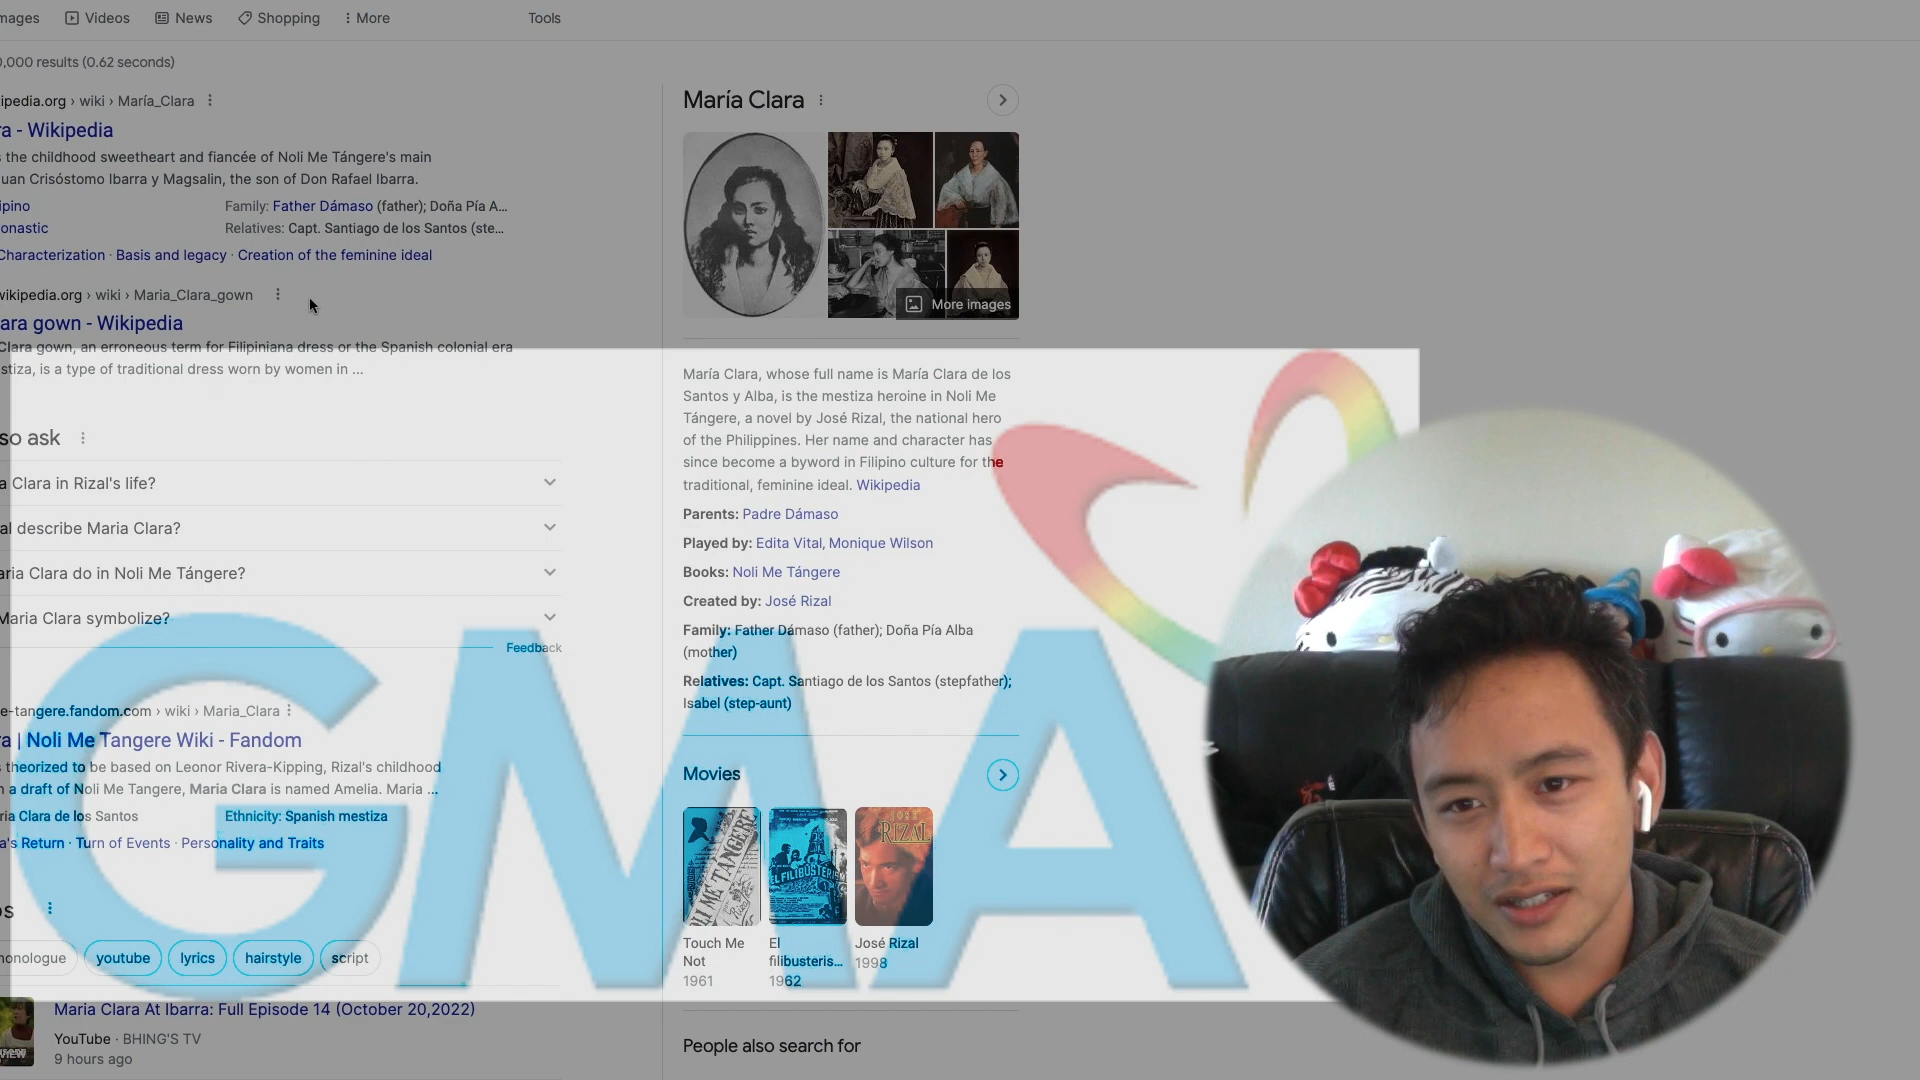 mages
Videos
News
Shopping
More
Tools
0,000 results (0.62 seconds)
ipedia.org › wiki › María_Clara
ra - Wikipedia
s the childhood sweetheart and fiancée of Noli Me Tángere's main
uan Crisóstomo Ibarra y Magsalin, the son of Don Rafael Ibarra.
ipino
Family: Father Dámaso (father); Doña Pía A...
onastic
Relatives: Capt. Santiago de los Santos (ste...
Characterization · Basis and legacy · Creation of the feminine ideal
wikipedia.org › wiki › Maria_Clara_gown
ara gown - Wikipedia
Clara gown, an erroneous term for Filipiniana dress or the Spanish colonial era
stiza, is a type of traditional dress worn by women in ...
so ask
a Clara in Rizal's life?
al describe Maria Clara?
aria Clara do in Noli Me Tángere?
Maria Clara symbolize?
Feedback
e-tangere.fandom.com › wiki › Maria_Clara
ra | Noli Me Tangere Wiki - Fandom
s theorized to be based on Leonor Rivera-Kipping, Rizal's childhood
n a draft of Noli Me Tangere, Maria Clara is named Amelia. Maria ...
ria Clara de los Santos
Ethnicity: Spanish mestiza
a's Return · Turn of Events · Personality and Traits
os
monologue
youtube
lyrics
hairstyle
script
Maria Clara At Ibarra: Full Episode 14 (October 20,2022)
YouTube · BHING'S TV
9 hours ago
María Clara
More images
María Clara, whose full name is María Clara de los
Santos y Alba, is the mestiza heroine in Noli Me
Tángere, a novel by José Rizal, the national hero
of the Philippines. Her name and character has
since become a byword in Filipino culture for the
traditional, feminine ideal. Wikipedia
Parents: Padre Dámaso
Played by: Edita Vital, Monique Wilson
Books: Noli Me Tángere
Created by: José Rizal
Family: Father Dámaso (father); Doña Pía Alba
(mother)
Relatives: Capt. Santiago de los Santos (stepfather);
Isabel (step-aunt)
Movies
NOLI ME TANGERE
EL FILIBUSTERISMO
JOSE
RIZAL
Touch Me
Not
1961
El
filibusteris...
1962
José Rizal
1998
People also search for
GMA